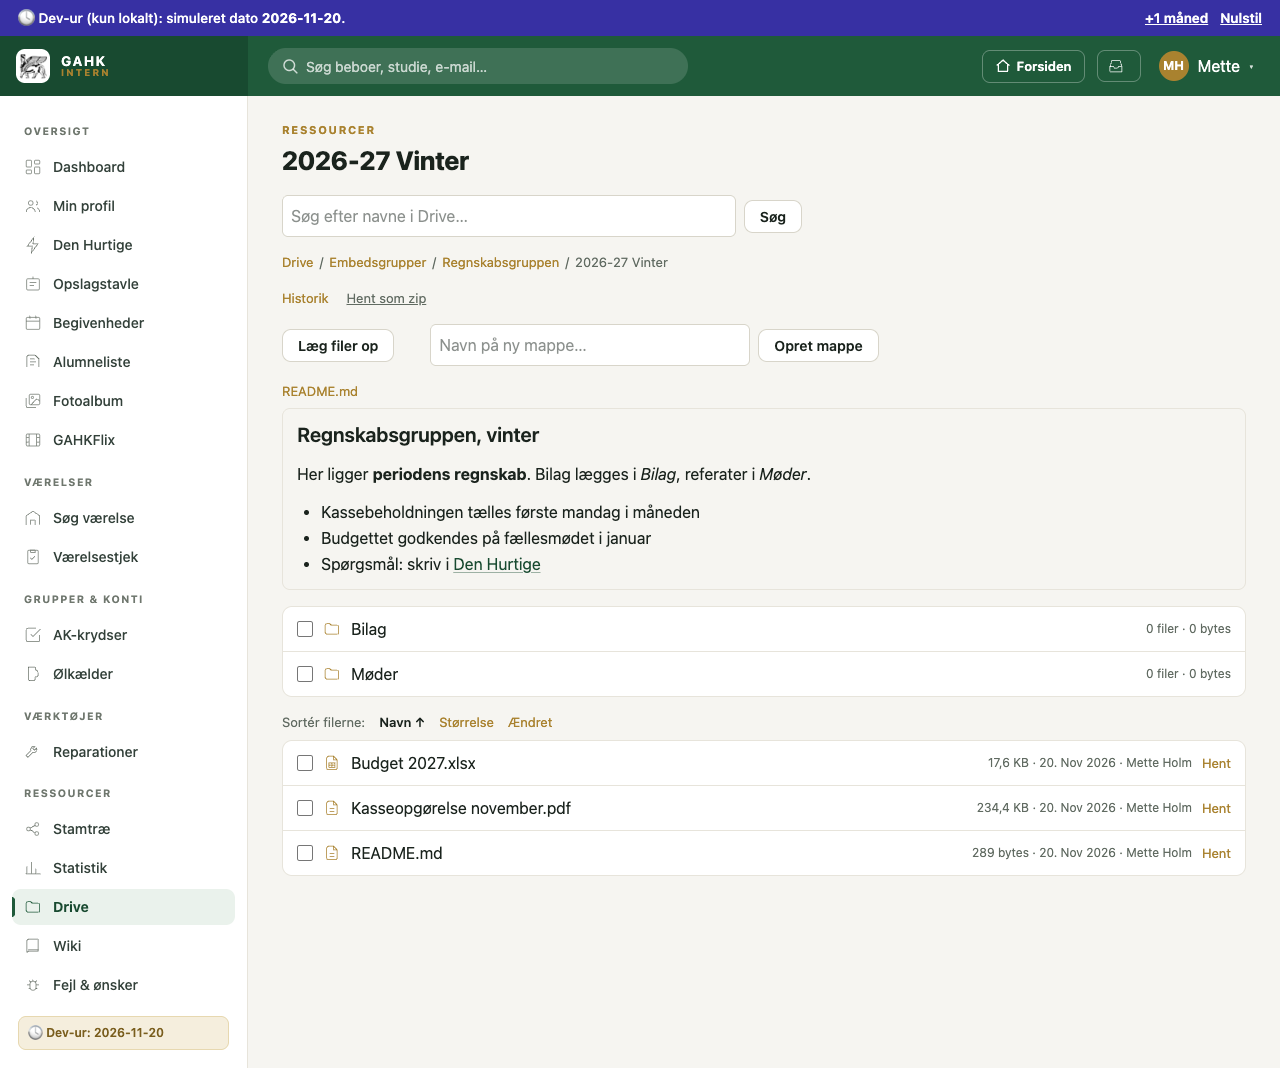 Dev-ur (kun lokalt): simuleret dato 2026-11-20.
+1 måned Nulstil
GAHK
INTERN
Søg beboer, studie, e-mail...
Forsiden
MH Mette
OVERSIGT
Dashboard
Min profil
Den Hurtige
Opslagstavle
Begivenheder
Alumneliste
Fotoalbum
GAHKFlix
VÆRELSER
Søg værelse
Værelsestjek
GRUPPER & KONTI
AK-krydser
Ølkælder
VÆRKTØJER
Reparationer
RESSOURCER
Stamtræ
Statistik
Drive
Wiki
Fejl & ønsker
Dev-ur: 2026-11-20
RESSOURCER
2026-27 Vinter
Søg efter navne i Drive...
Søg
Drive / Embedsgrupper / Regnskabsgruppen / 2026-27 Vinter
Historik Hent som zip
Læg filer op
Navn på ny mappe...
Opret mappe
README.md
Regnskabsgruppen, vinter
Her ligger periodens regnskab. Bilag lægges i Bilag, referater i Møder.
• Kassebeholdningen tælles første mandag i måneden
• Budgettet godkendes på fællesmødet i januar
• Spørgsmål: skriv i Den Hurtige
Bilag 0 filer · 0 bytes
Møder 0 filer · 0 bytes
Sortér filerne: Navn ↑ Størrelse Ændret
Budget 2027.xlsx 17,6 KB · 20. Nov 2026 · Mette Holm Hent
Kasseopgørelse november.pdf 234,4 KB · 20. Nov 2026 · Mette Holm Hent
README.md 289 bytes · 20. Nov 2026 · Mette Holm Hent